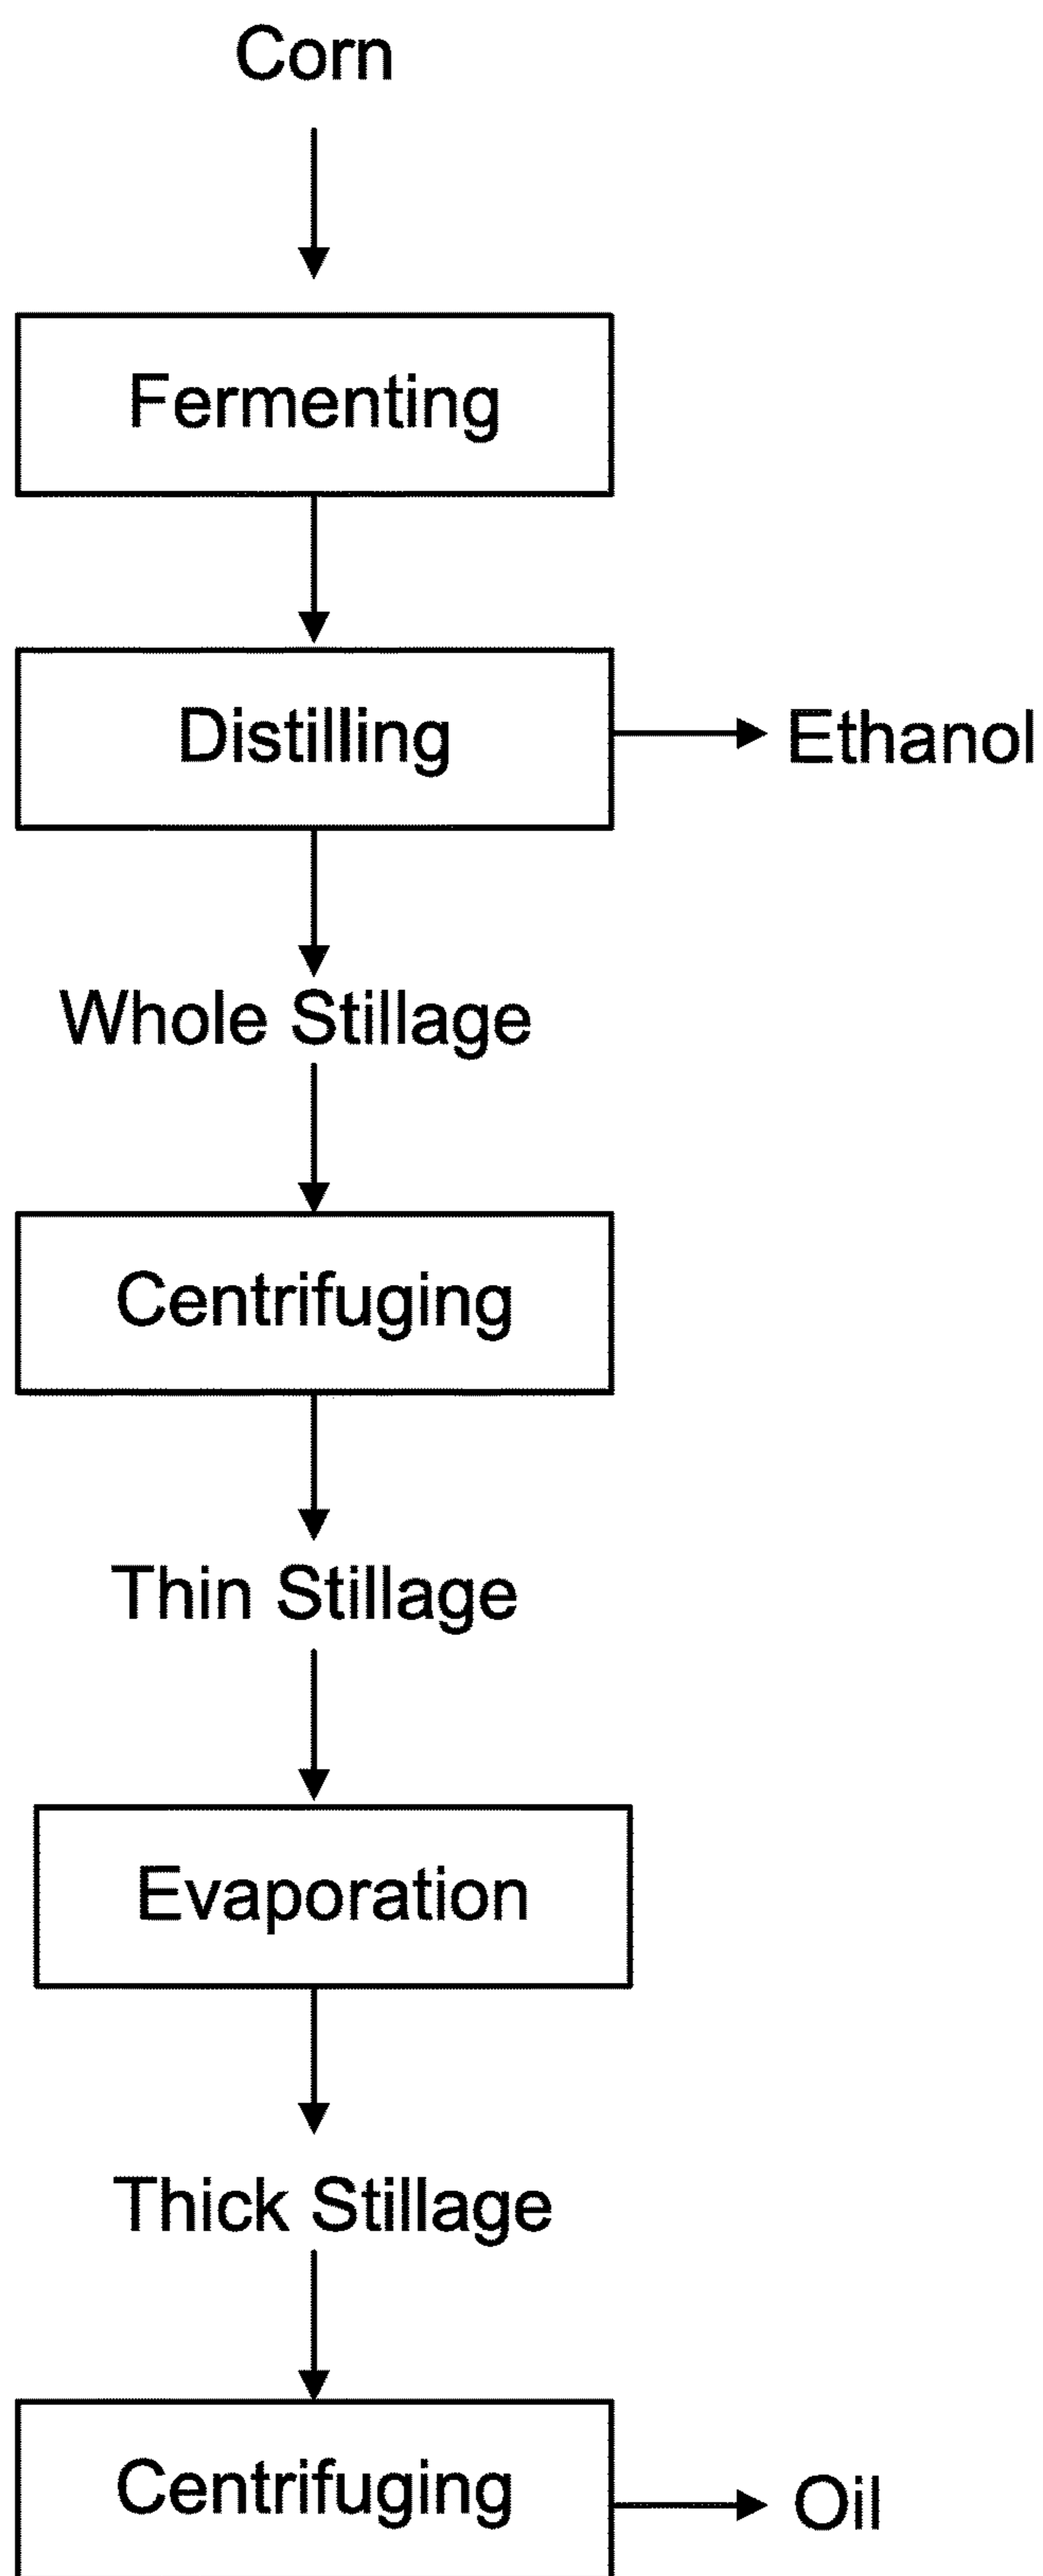 Corn
Fermenting
Distilling
Ethanol
Whole Stillage
Centrifuging
Thin Stillage
Evaporation
Thick Stillage
Centrifuging
Oil